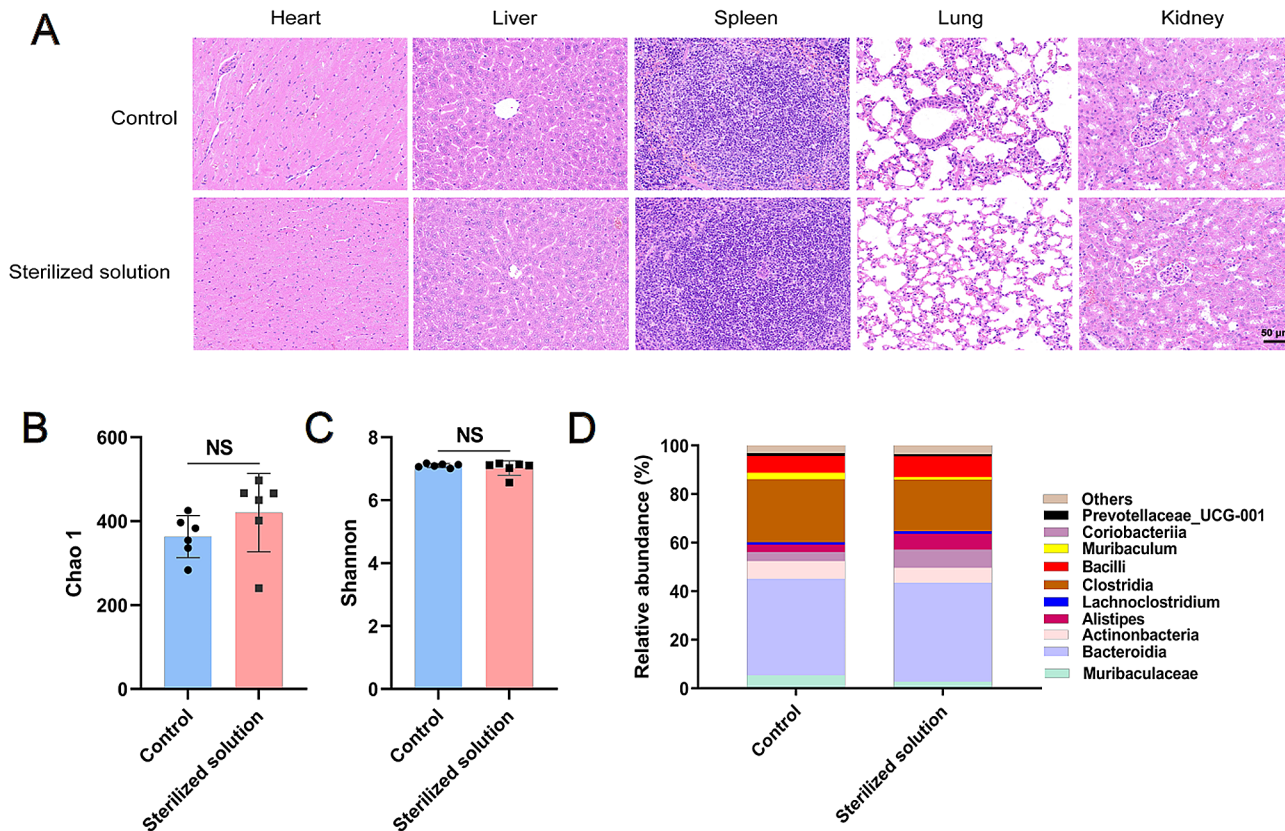 A
Heart Liver Spleen Lung Kidney
Control
Sterilized solution
50 µm
B
Chao 1
600
400
200
0
NS
Control
Sterilized solution
C
Shannon
8
6
4
2
0
NS
Control
Sterilized solution
D
Relative abundance (%)
100
80
60
40
20
0
Control
Sterilized solution
Others
Prevotellaceae_UCG-001
Coriobacteriia
Muribaculum
Bacilli
Clostridia
Lachnoclostridium
Alistipes
Actinonbacteria
Bacteroidia
Muribaculaceae